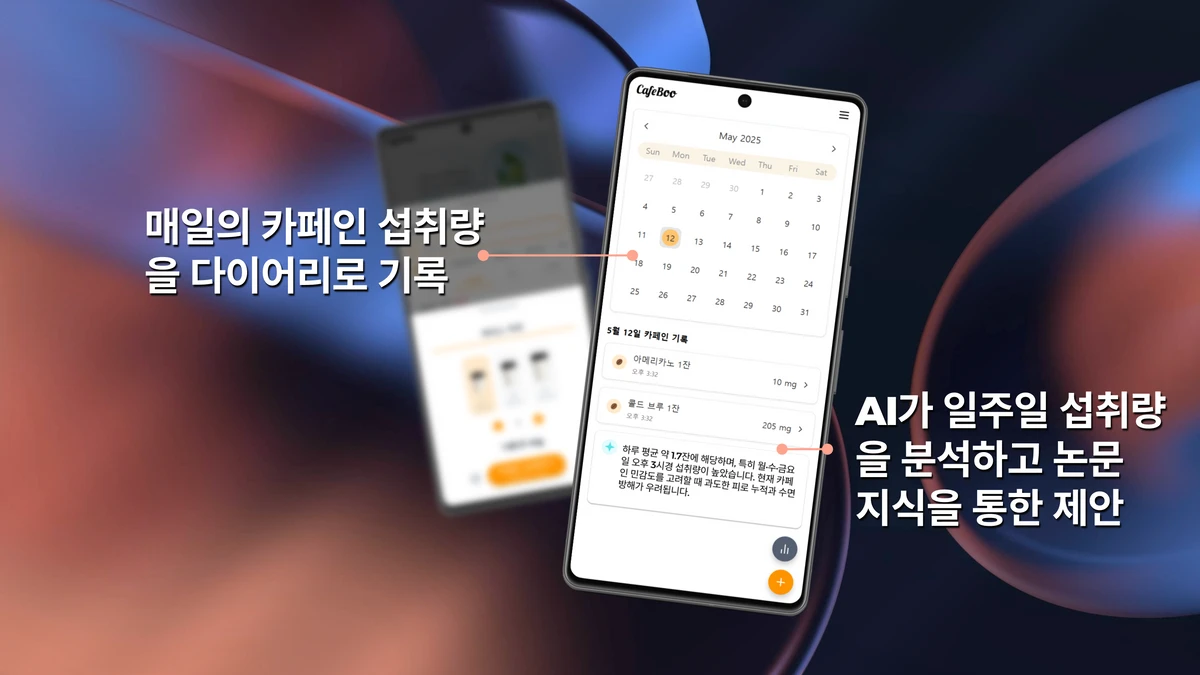 매일의 카페인 섭취량
을 다이어리로 기록
CafeBoo
May 2025
Sun Mon Tue Wed Thu Fri Sat
27 28 29 30 1 2 3
4 5 6 7 8 9 10
11 12 13 14 15 16 17
18 19 20 21 22 23 24
25 26 27 28 29 30 31
5월 12일 카페인 기록
아메리카노 1잔
오후 3:32
10 mg
콜드 브루 1잔
오후 3:32
205 mg
하루 평균 약 1.7잔에 해당하며, 특히 월·수·금요
일 오후 3시경 섭취량이 높았습니다. 현재 카페
인 민감도를 고려할 때 과도한 피로 누적과 수면
방해가 우려됩니다.
AI가 일주일 섭취량
을 분석하고 논문
지식을 통한 제안